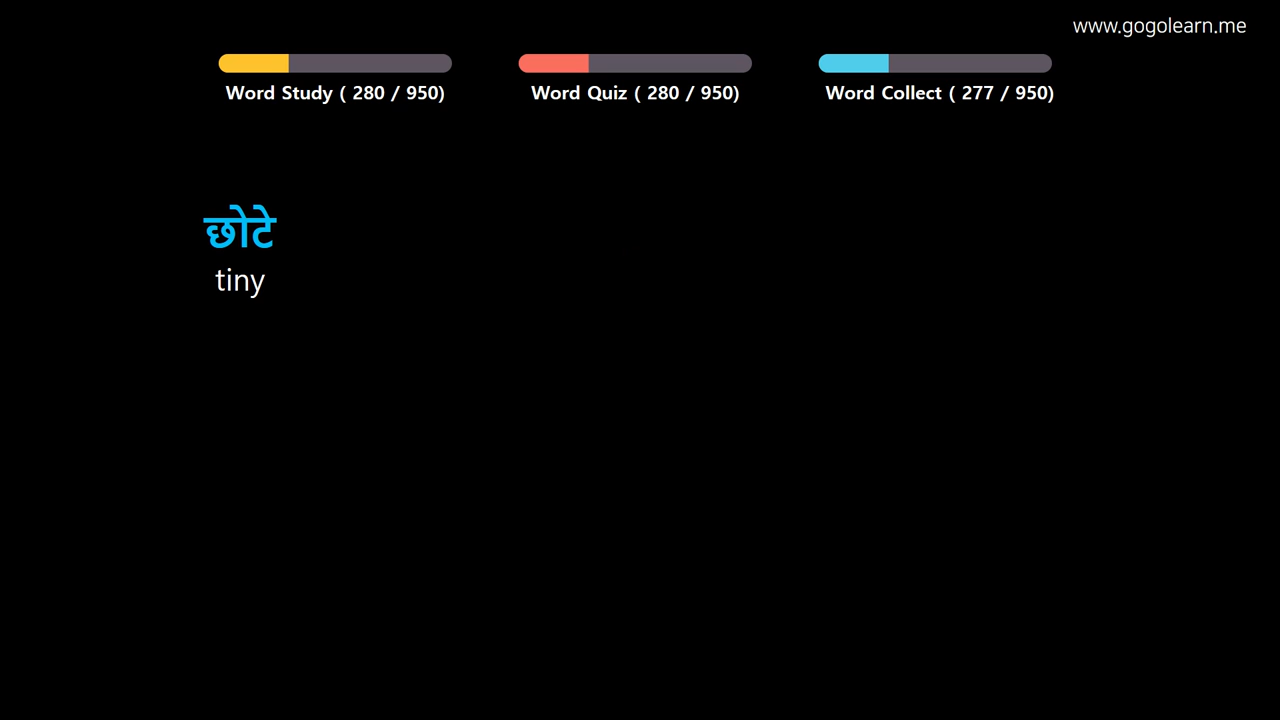 www.gogolearn.me
Word Study ( 280 / 950)
Word Quiz ( 280 / 950)
Word Collect ( 277 / 950)
छोटे
tiny